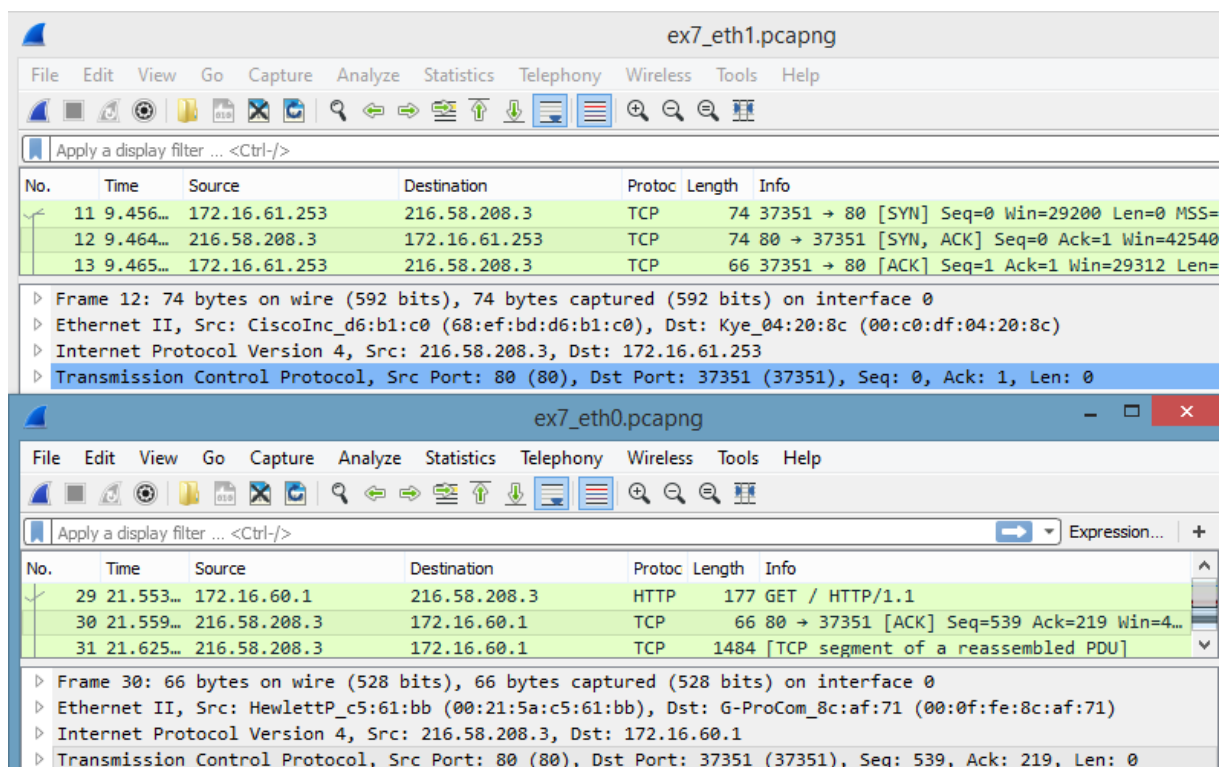 ex7_eth1.pcapng
File Edit View Go Capture Analyze Statistics Telephony Wireless Tools Help
Apply a display filter ... <Ctrl-/>
No. Time Source Destination Protoc Length Info
11 9.456… 172.16.61.253 216.58.208.3 TCP 74 37351 → 80 [SYN] Seq=0 Win=29200 Len=0 MSS=
12 9.464… 216.58.208.3 172.16.61.253 TCP 74 80 → 37351 [SYN, ACK] Seq=0 Ack=1 Win=42540
13 9.465… 172.16.61.253 216.58.208.3 TCP 66 37351 → 80 [ACK] Seq=1 Ack=1 Win=29312 Len=
Frame 12: 74 bytes on wire (592 bits), 74 bytes captured (592 bits) on interface 0
Ethernet II, Src: CiscoInc_d6:b1:c0 (68:ef:bd:d6:b1:c0), Dst: Kye_04:20:8c (00:c0:df:04:20:8c)
Internet Protocol Version 4, Src: 216.58.208.3, Dst: 172.16.61.253
Transmission Control Protocol, Src Port: 80 (80), Dst Port: 37351 (37351), Seq: 0, Ack: 1, Len: 0
ex7_eth0.pcapng
File Edit View Go Capture Analyze Statistics Telephony Wireless Tools Help
Apply a display filter ... <Ctrl-/> Expression... +
No. Time Source Destination Protoc Length Info
29 21.553… 172.16.60.1 216.58.208.3 HTTP 177 GET / HTTP/1.1
30 21.559… 216.58.208.3 172.16.60.1 TCP 66 80 → 37351 [ACK] Seq=539 Ack=219 Win=4…
31 21.625… 216.58.208.3 172.16.60.1 TCP 1484 [TCP segment of a reassembled PDU]
Frame 30: 66 bytes on wire (528 bits), 66 bytes captured (528 bits) on interface 0
Ethernet II, Src: HewlettP_c5:61:bb (00:21:5a:c5:61:bb), Dst: G-ProCom_8c:af:71 (00:0f:fe:8c:af:71)
Internet Protocol Version 4, Src: 216.58.208.3, Dst: 172.16.60.1
Transmission Control Protocol, Src Port: 80 (80), Dst Port: 37351 (37351), Seq: 539, Ack: 219, Len: 0